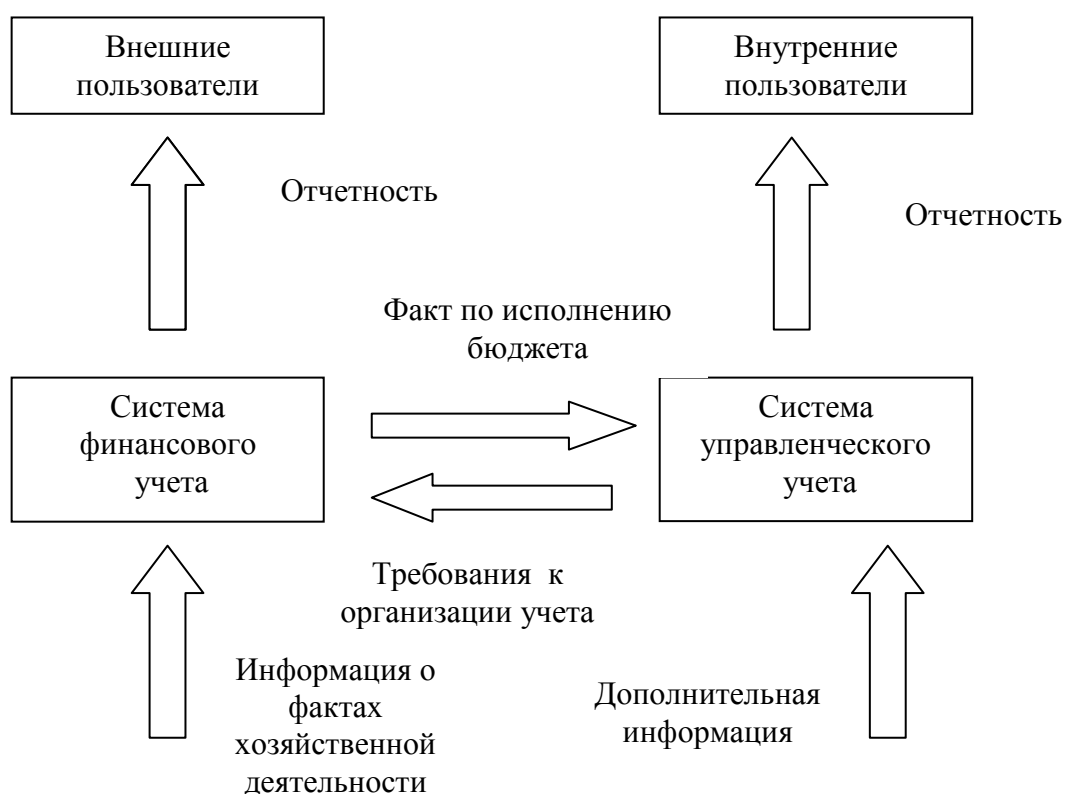 Внешние
пользователи
Внутренние
пользователи
Отчетность
Отчетность
Факт по исполнению
бюджета
Система
финансового
учета
Система
управленческого
учета
Требования к
организации учета
Информация о
фактах
хозяйственной
деятельности
Дополнительная
информация